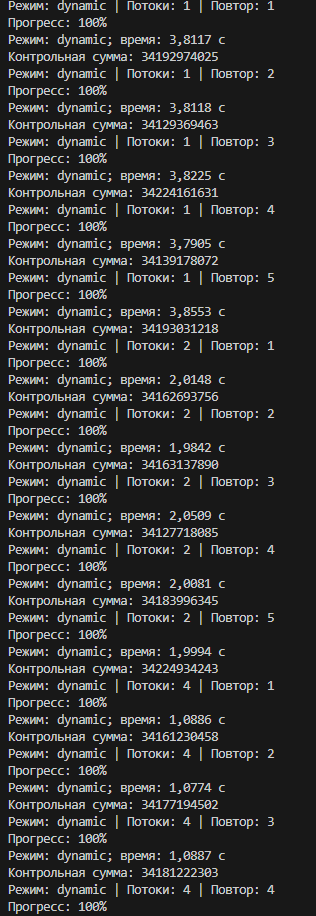 Режим: dynamic | Потоки: 1 | Повтор: 1
Прогресс: 100%
Режим: dynamic; время: 3,8117 с
Контрольная сумма: 34192974025
Режим: dynamic | Потоки: 1 | Повтор: 2
Прогресс: 100%
Режим: dynamic; время: 3,8118 с
Контрольная сумма: 34129369463
Режим: dynamic | Потоки: 1 | Повтор: 3
Прогресс: 100%
Режим: dynamic; время: 3,8225 с
Контрольная сумма: 34224161631
Режим: dynamic | Потоки: 1 | Повтор: 4
Прогресс: 100%
Режим: dynamic; время: 3,7905 с
Контрольная сумма: 34139178072
Режим: dynamic | Потоки: 1 | Повтор: 5
Прогресс: 100%
Режим: dynamic; время: 3,8553 с
Контрольная сумма: 34193031218
Режим: dynamic | Потоки: 2 | Повтор: 1
Прогресс: 100%
Режим: dynamic; время: 2,0148 с
Контрольная сумма: 34162693756
Режим: dynamic | Потоки: 2 | Повтор: 2
Прогресс: 100%
Режим: dynamic; время: 1,9842 с
Контрольная сумма: 34163137890
Режим: dynamic | Потоки: 2 | Повтор: 3
Прогресс: 100%
Режим: dynamic; время: 2,0509 с
Контрольная сумма: 34127718085
Режим: dynamic | Потоки: 2 | Повтор: 4
Прогресс: 100%
Режим: dynamic; время: 2,0081 с
Контрольная сумма: 34183996345
Режим: dynamic | Потоки: 2 | Повтор: 5
Прогресс: 100%
Режим: dynamic; время: 1,9994 с
Контрольная сумма: 34224934243
Режим: dynamic | Потоки: 4 | Повтор: 1
Прогресс: 100%
Режим: dynamic; время: 1,0886 с
Контрольная сумма: 34161230458
Режим: dynamic | Потоки: 4 | Повтор: 2
Прогресс: 100%
Режим: dynamic; время: 1,0774 с
Контрольная сумма: 34177194502
Режим: dynamic | Потоки: 4 | Повтор: 3
Прогресс: 100%
Режим: dynamic; время: 1,0887 с
Контрольная сумма: 34181222303
Режим: dynamic | Потоки: 4 | Повтор: 4
Прогресс: 100%